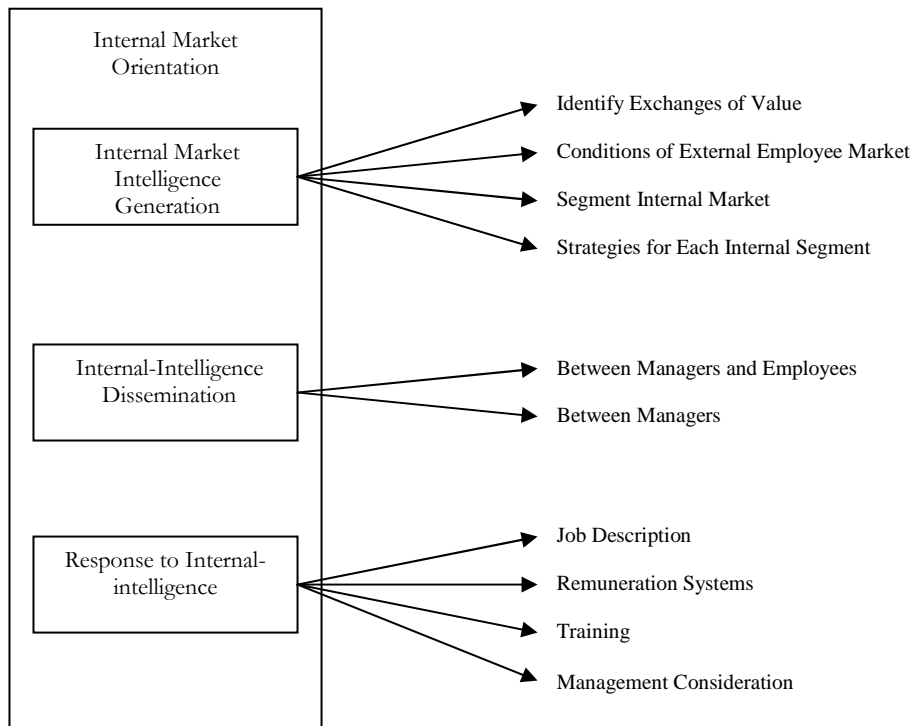 Internal Market
Orientation
Internal Market
Intelligence
Generation
Identify Exchanges of Value
Conditions of External Employee Market
Segment Internal Market
Strategies for Each Internal Segment
Internal-Intelligence
Dissemination
Between Managers and Employees
Between Managers
Response to Internal-
intelligence
Job Description
Remuneration Systems
Training
Management Consideration